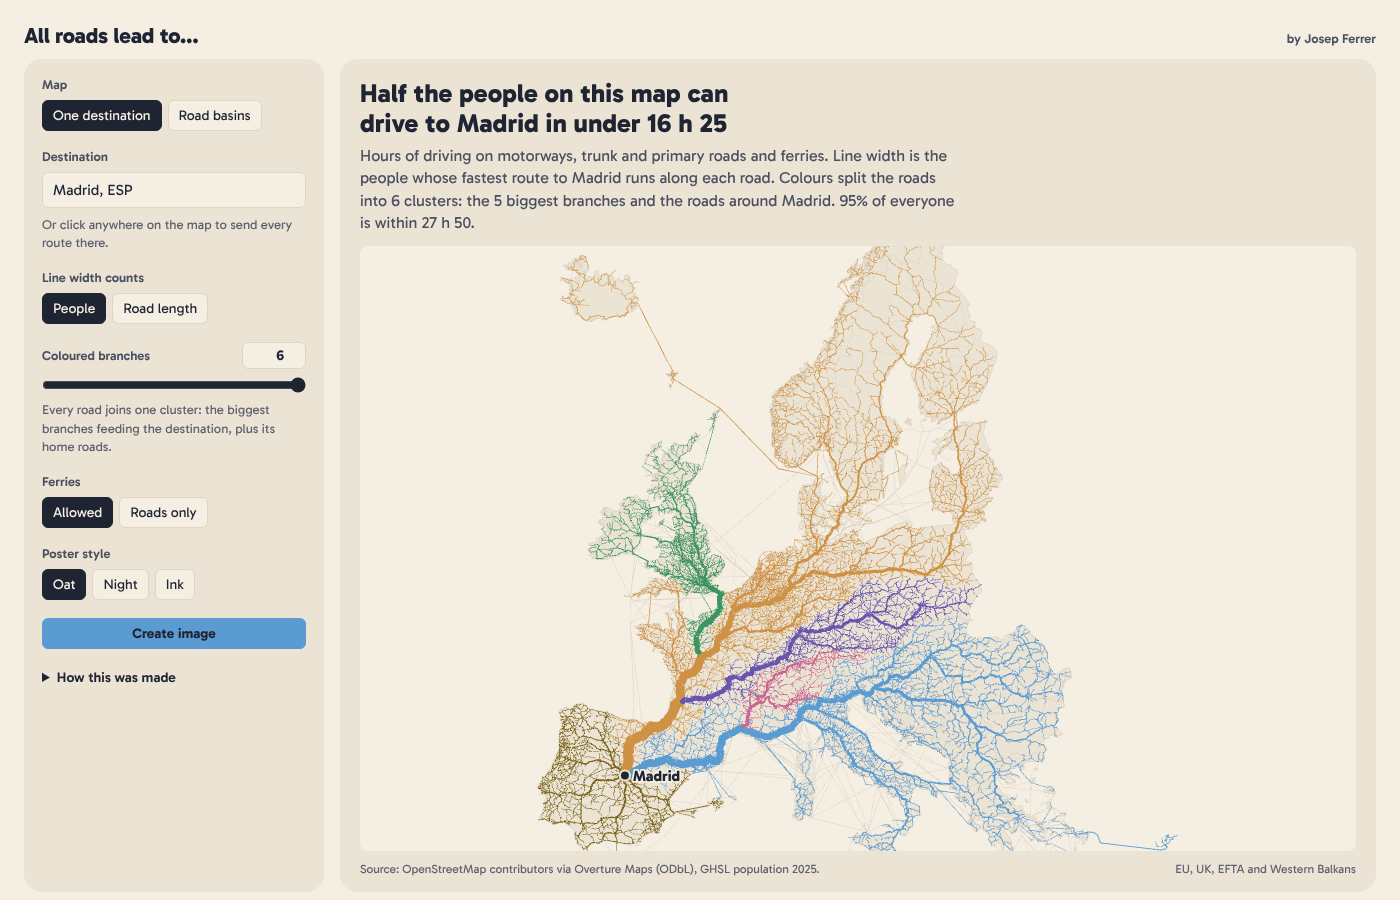 All roads lead to...
by Josep Ferrer
Map
One destination
Road basins
Destination
Madrid, ESP
Or click anywhere on the map to send every
route there.
Line width counts
People
Road length
Coloured branches
6
Every road joins one cluster: the biggest
branches feeding the destination, plus its
home roads.
Ferries
Allowed
Roads only
Poster style
Oat
Night
Ink
Create image
How this was made
Half the people on this map can
drive to Madrid in under 16 h 25
Hours of driving on motorways, trunk and primary roads and ferries. Line width is the
people whose fastest route to Madrid runs along each road. Colours split the roads
into 6 clusters: the 5 biggest branches and the roads around Madrid. 95% of everyone
is within 27 h 50.
Madrid
Source: OpenStreetMap contributors via Overture Maps (ODbL), GHSL population 2025.
EU, UK, EFTA and Western Balkans